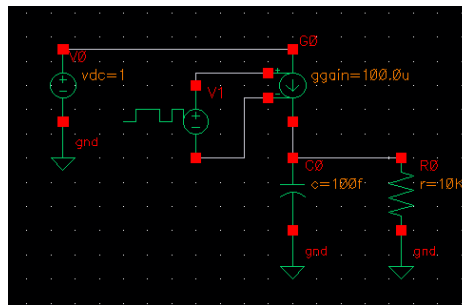 V0
G0
vdc=1
ggain=100.0u
V1
gnd
C0
R0
c=100f
r=10K
gnd
gnd